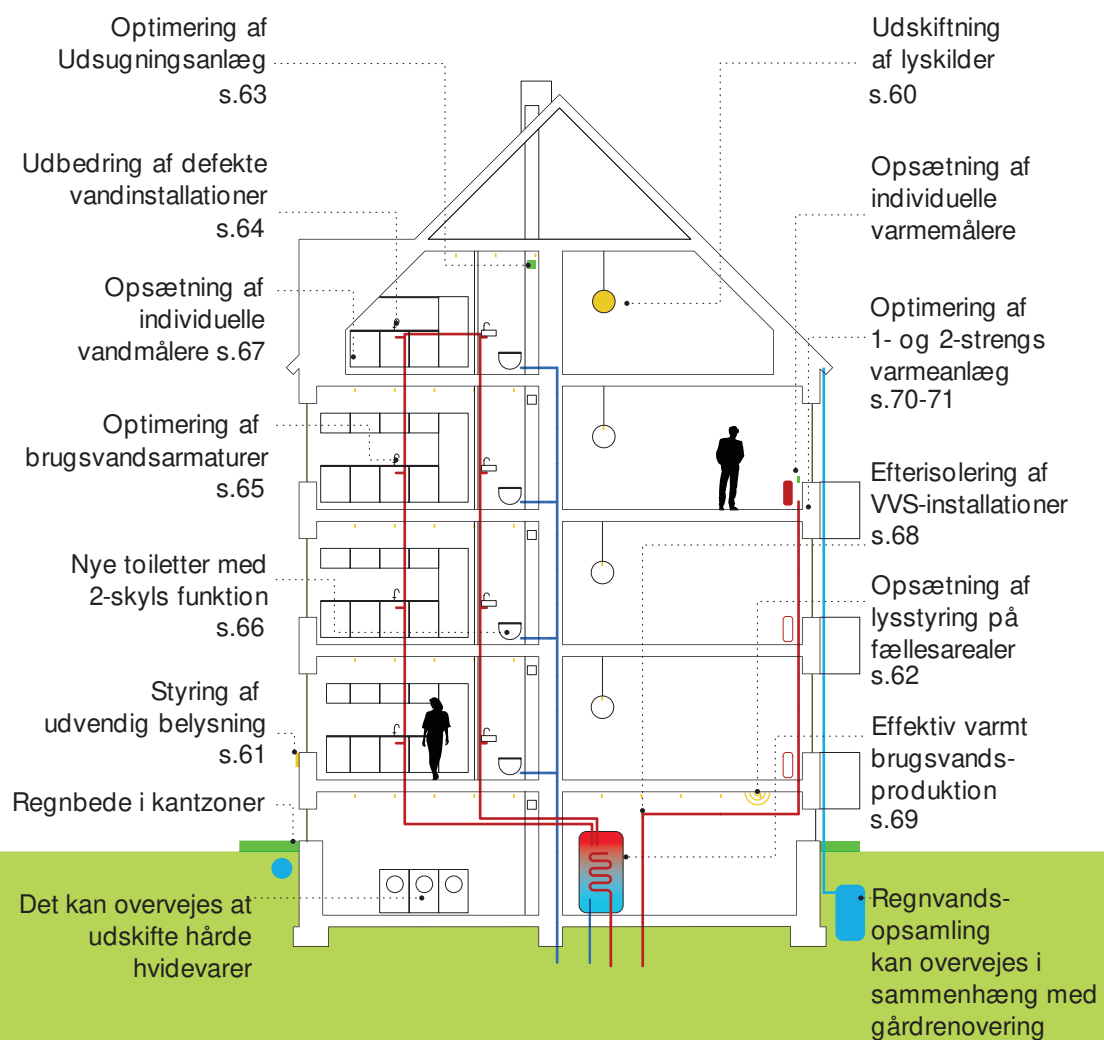 Optimering af
Udsugningsanlæg
s.63
Udbedring af defekte
vandinstallationer
s.64
Opsætning af
individuelle
vandmålere s.67
Optimering af
brugsvandsarmaturer
s.65
Nye toiletter med
2-skyls funktion
s.66
Styring af
udvendig belysning
s.61
Regnbede i kantzoner
Det kan overvejes at
udskifte hårde
hvidevarer
Udskiftning
af lyskilder
s.60
Opsætning af
individuelle
varmemålere
Optimering af
1- og 2-strengs
varmeanlæg
s.70-71
Efterisolering af
VVS-installationer
s.68
Opsætning af
lysstyring på
fællesarealer
s.62
Effektiv varmt
brugsvands-
produktion
s.69
Regnvands-
opsamling
kan overvejes i
sammenhæng med
gårdrenovering